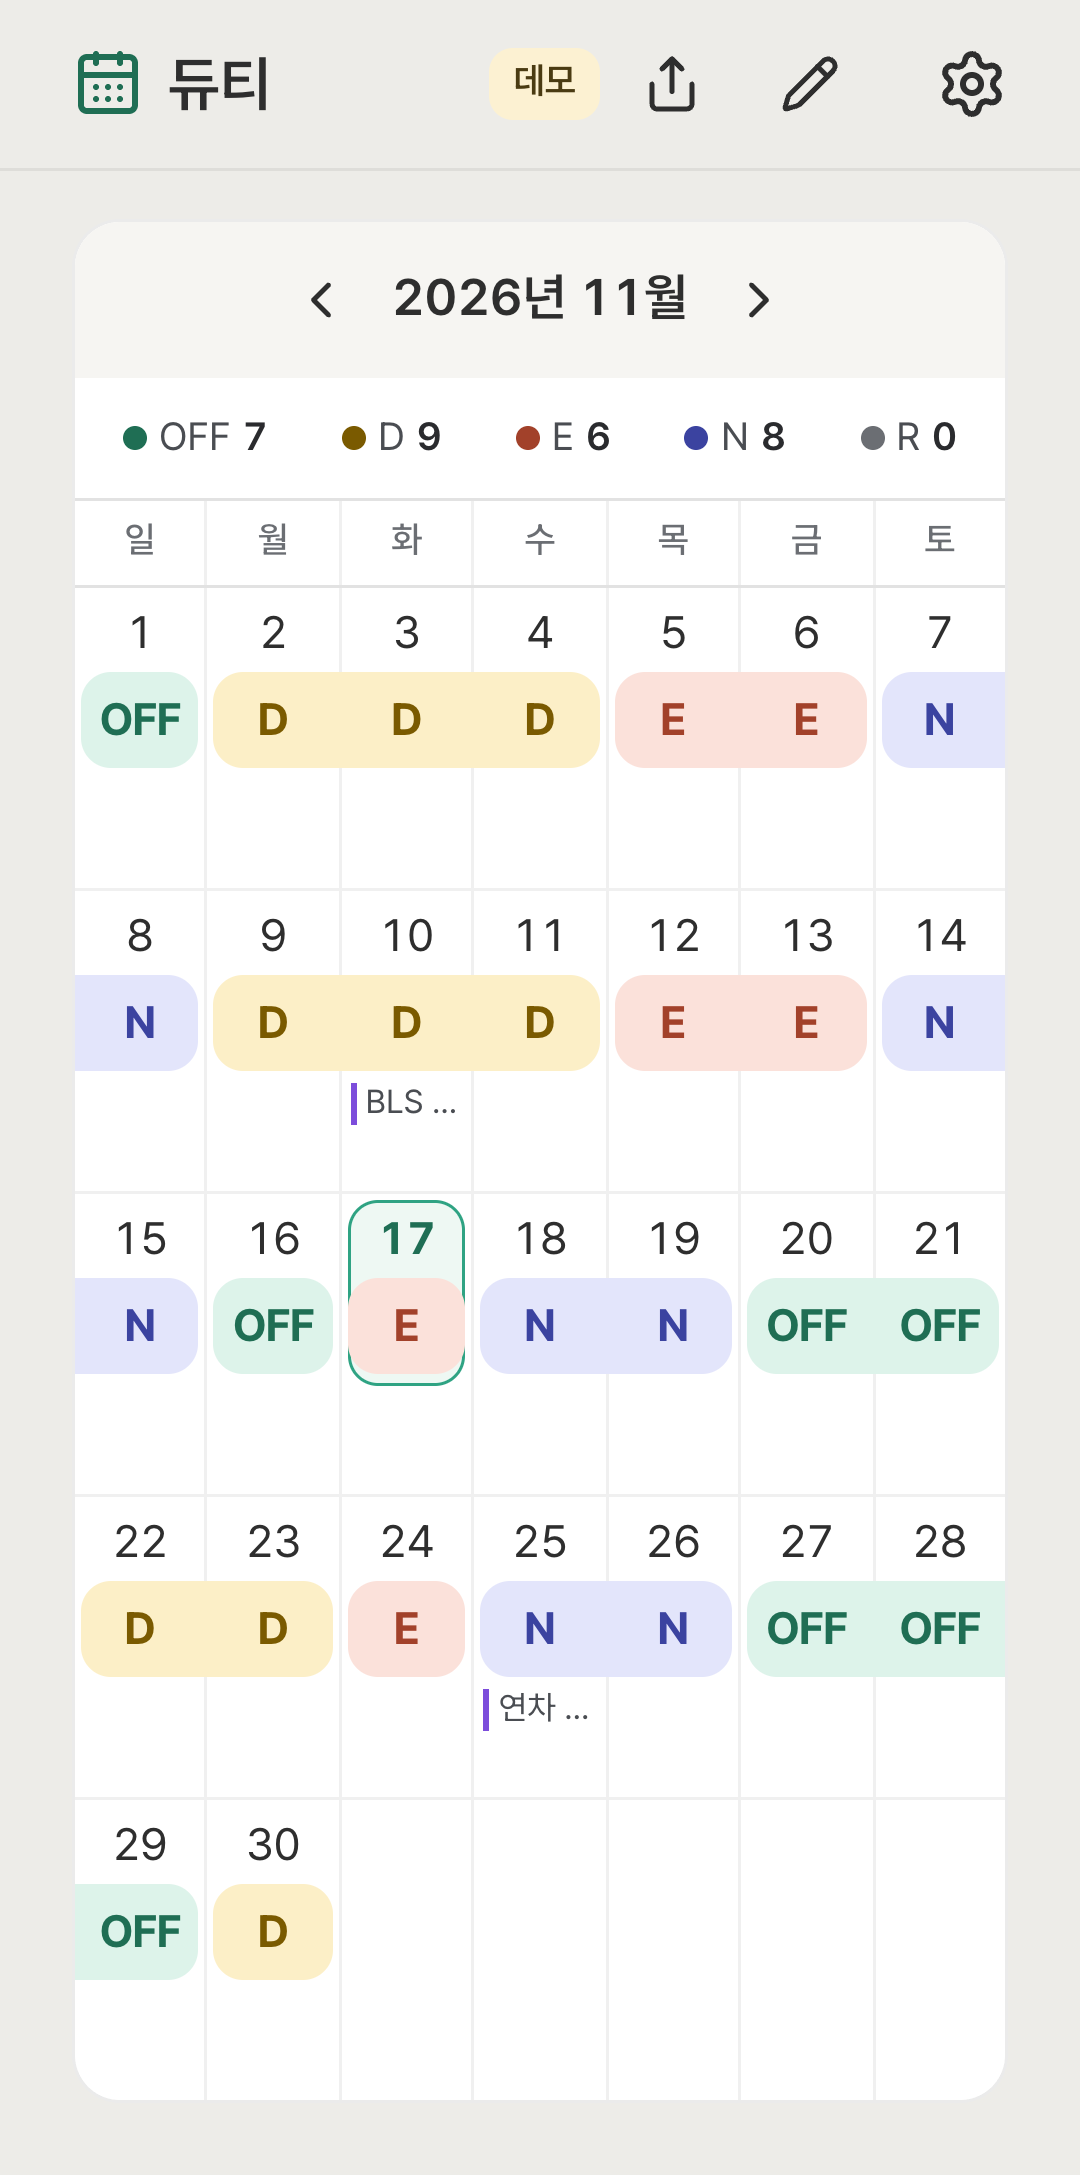 듀티 데모
2026년 11월
OFF 7 D 9 E 6 N 8 R 0
일 월 화 수 목 금 토
1 2 3 4 5 6 7
OFF D D D E E N
8 9 10 11 12 13 14
N D D D E E N
BLS ...
15 16 17 18 19 20 21
N OFF E N N OFF OFF
22 23 24 25 26 27 28
D D E N N OFF OFF
연차 ...
29 30
OFF D